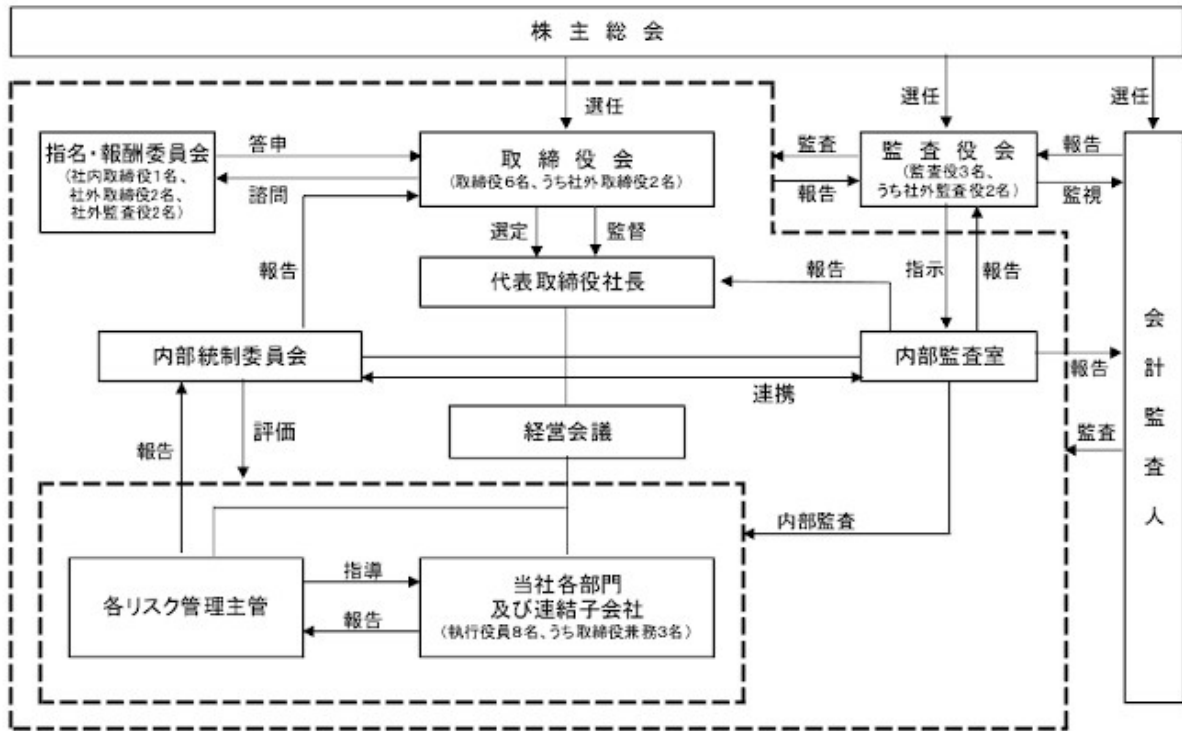 株主総会
選任
選任
選任
指名・報酬委員会
(社内取締役1名、
社外取締役2名、
社外監査役2名)
答申
諮問
取締役会
(取締役6名、うち社外取締役2名)
監査
報告
監査役会
(監査役3名、
うち社外監査役2名)
報告
監視
選定
監督
報告
代表取締役社長
報告
指示
報告
内部統制委員会
内部監査室
連携
報告
会計監査人
報告
評価
経営会議
監査
内部監査
各リスク管理主管
指導
報告
当社各部門
及び連結子会社
(執行役員8名、うち取締役兼務3名)